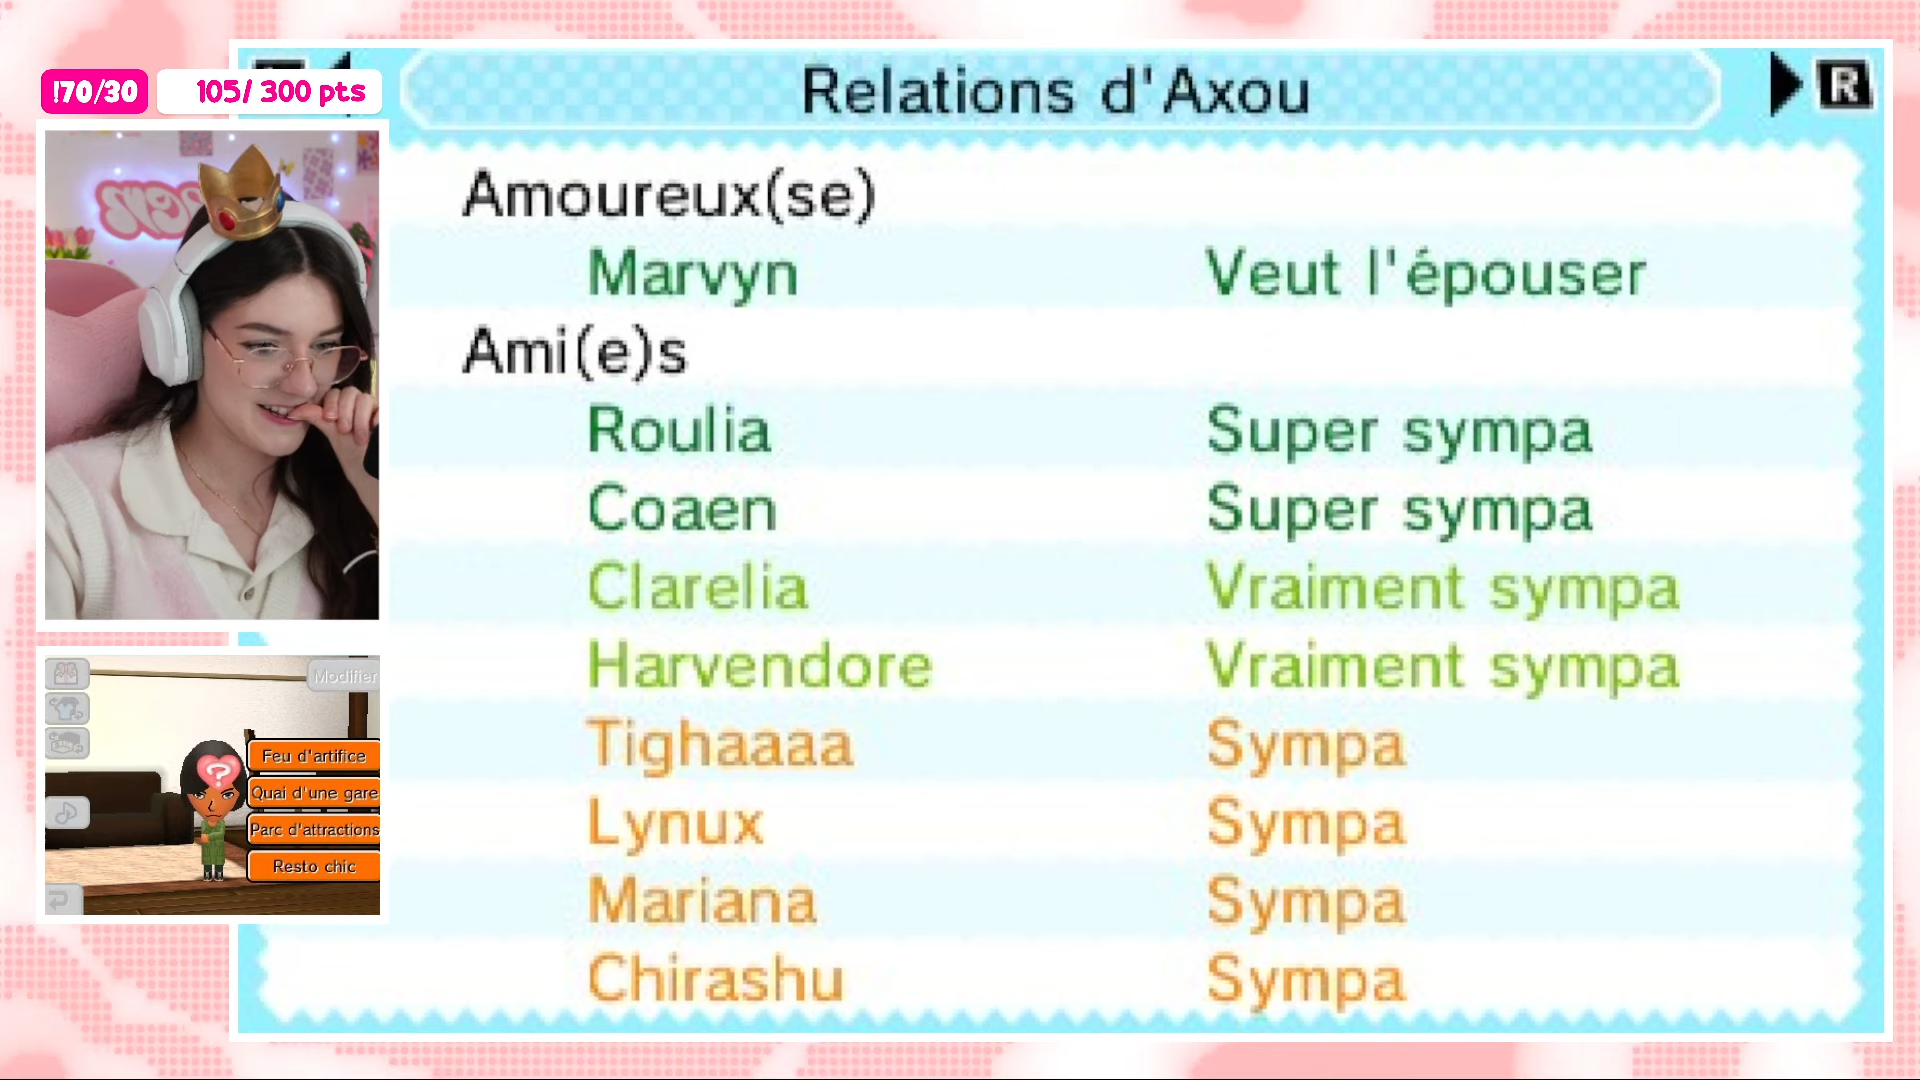 !70/30
105/ 300 pts
Relations d'Axou
R
Amoureux(se)
Marvyn Veut l'épouser
Ami(e)s
Roulia Super sympa
Coaen Super sympa
Clarelia Vraiment sympa
Harvendore Vraiment sympa
Tighaaaa Sympa
Lynux Sympa
Mariana Sympa
Chirashu Sympa
Modifier
Feu d'artifice
Quai d'une gare
Parc d'attractions
Resto chic